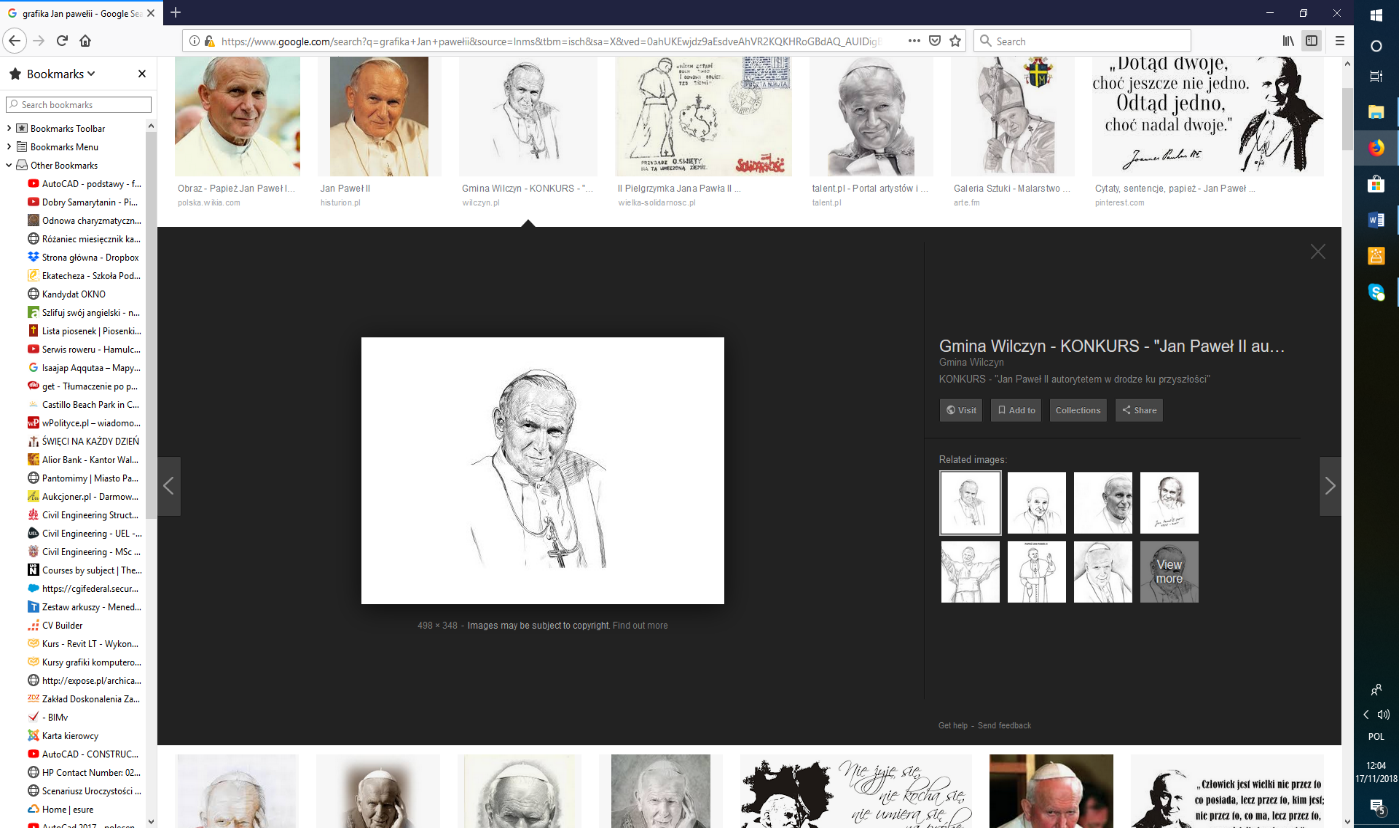 grafika Jan pawełii - Google Sea
https://www.google.com/search?q=grafika+Jan+pawełii&source=lnms&tbm=isch&sa=X&ved=0ahUKEwjdz9aEsdveAhVR2KQKHRoGBdAQ_AUIDigB
Search
Bookmarks
Search bookmarks
Bookmarks Toolbar
Bookmarks Menu
Other Bookmarks
AutoCAD - podstawy - f...
Dobry Samarytanin - Pi...
Odnowa charyzmatyczn...
Różaniec miesięcznik ka...
Strona główna - Dropbox
Ekatecheza - Szkoła Pod...
Kandydat OKNO
Szlifuj swój angielski - n...
Lista piosenek | Piosenki...
Serwis roweru - Hamulc...
Isaajap Aqqutaa – Mapy...
get - Tłumaczenie po p...
Castillo Beach Park in C...
wPolityce.pl – wiadomo...
ŚWIĘCI NA KAŻDY DZIEŃ
Alior Bank - Kantor Wal...
Pantomimy | Miasto Pa...
Aukcjoner.pl - Darmow...
Civil Engineering Struct...
Civil Engineering - UEL -...
Civil Engineering - MSc ...
Courses by subject | The...
https://cgifederal.secur...
Zestaw arkuszy - Mened...
CV Builder
Kurs - Revit LT - Wykon...
Kursy grafiki komputero...
http://expose.pl/archica...
Zakład Doskonalenia Za...
- BIMv
Karta kierowcy
AutoCAD - CONSTRUC...
HP Contact Number: 02...
Scenariusz Uroczystości ...
Home | esure
AutoCAD 2017 - polecen...
„Dotąd dwoje,
choć jeszcze nie jedno.
Odtąd jedno,
choć nadal dwoje."
SOLIDARNOŚĆ
Obraz - Papież Jan Paweł I...
polska.wikia.com
Jan Paweł II
histurion.pl
Gmina Wilczyn - KONKURS - "...
wilczyn.pl
II Pielgrzymka Jana Pawła II ...
wielka-solidarnosc.pl
talent.pl - Portal artystów i ...
talent.pl
Galeria Sztuki - Malarstwo ...
arte.fm
Cytaty, sentencje, papież - Jan Paweł ...
pinterest.com
498 × 348 - Images may be subject to copyright. Find out more
Gmina Wilczyn - KONKURS - "Jan Paweł II au...
Gmina Wilczyn
KONKURS - "Jan Paweł II autorytetem w drodze ku przyszłości"
Visit
Add to
Collections
Share
Related images:
View
more
Get help - Send feedback
Nie żyje się,
nie kocha się,
nie umiera się
„Człowiek jest wielki nie przez to
co posiada, lecz przez to, kim jest;
nie przez to, co ma, lecz przez
POL
12:04
17/11/2018
5